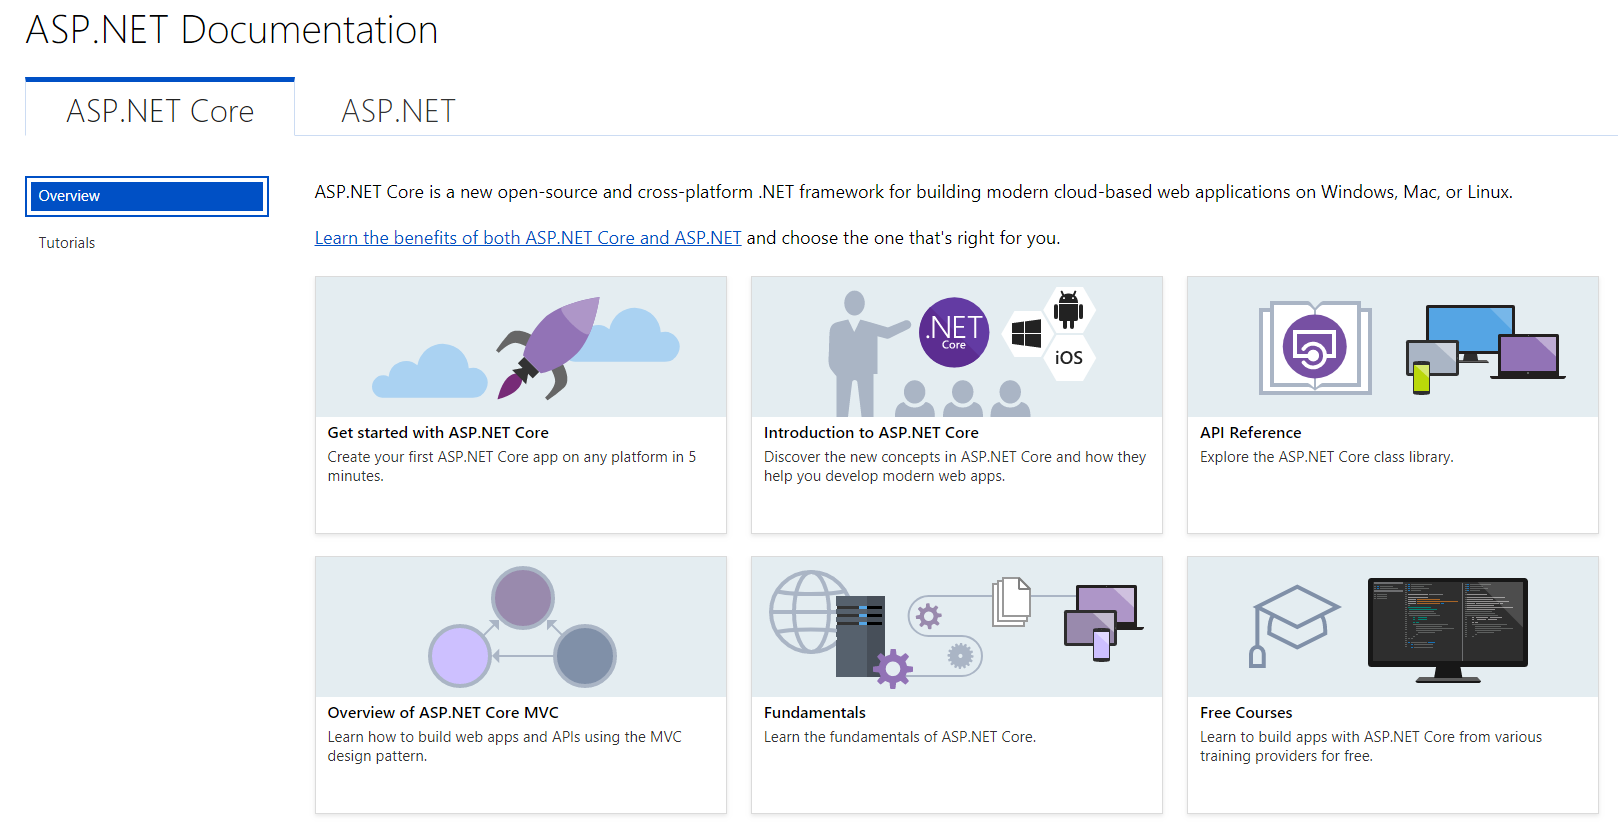 ASP.NET Documentation
ASP.NET Core
ASP.NET
Overview
Tutorials
ASP.NET Core is a new open-source and cross-platform .NET framework for building modern cloud-based web applications on Windows, Mac, or Linux.
Learn the benefits of both ASP.NET Core and ASP.NET and choose the one that's right for you.
.NET
Core
iOS
Get started with ASP.NET Core
Create your first ASP.NET Core app on any platform in 5
minutes.
Introduction to ASP.NET Core
Discover the new concepts in ASP.NET Core and how they
help you develop modern web apps.
API Reference
Explore the ASP.NET Core class library.
Overview of ASP.NET Core MVC
Learn how to build web apps and APIs using the MVC
design pattern.
Fundamentals
Learn the fundamentals of ASP.NET Core.
Free Courses
Learn to build apps with ASP.NET Core from various
training providers for free.